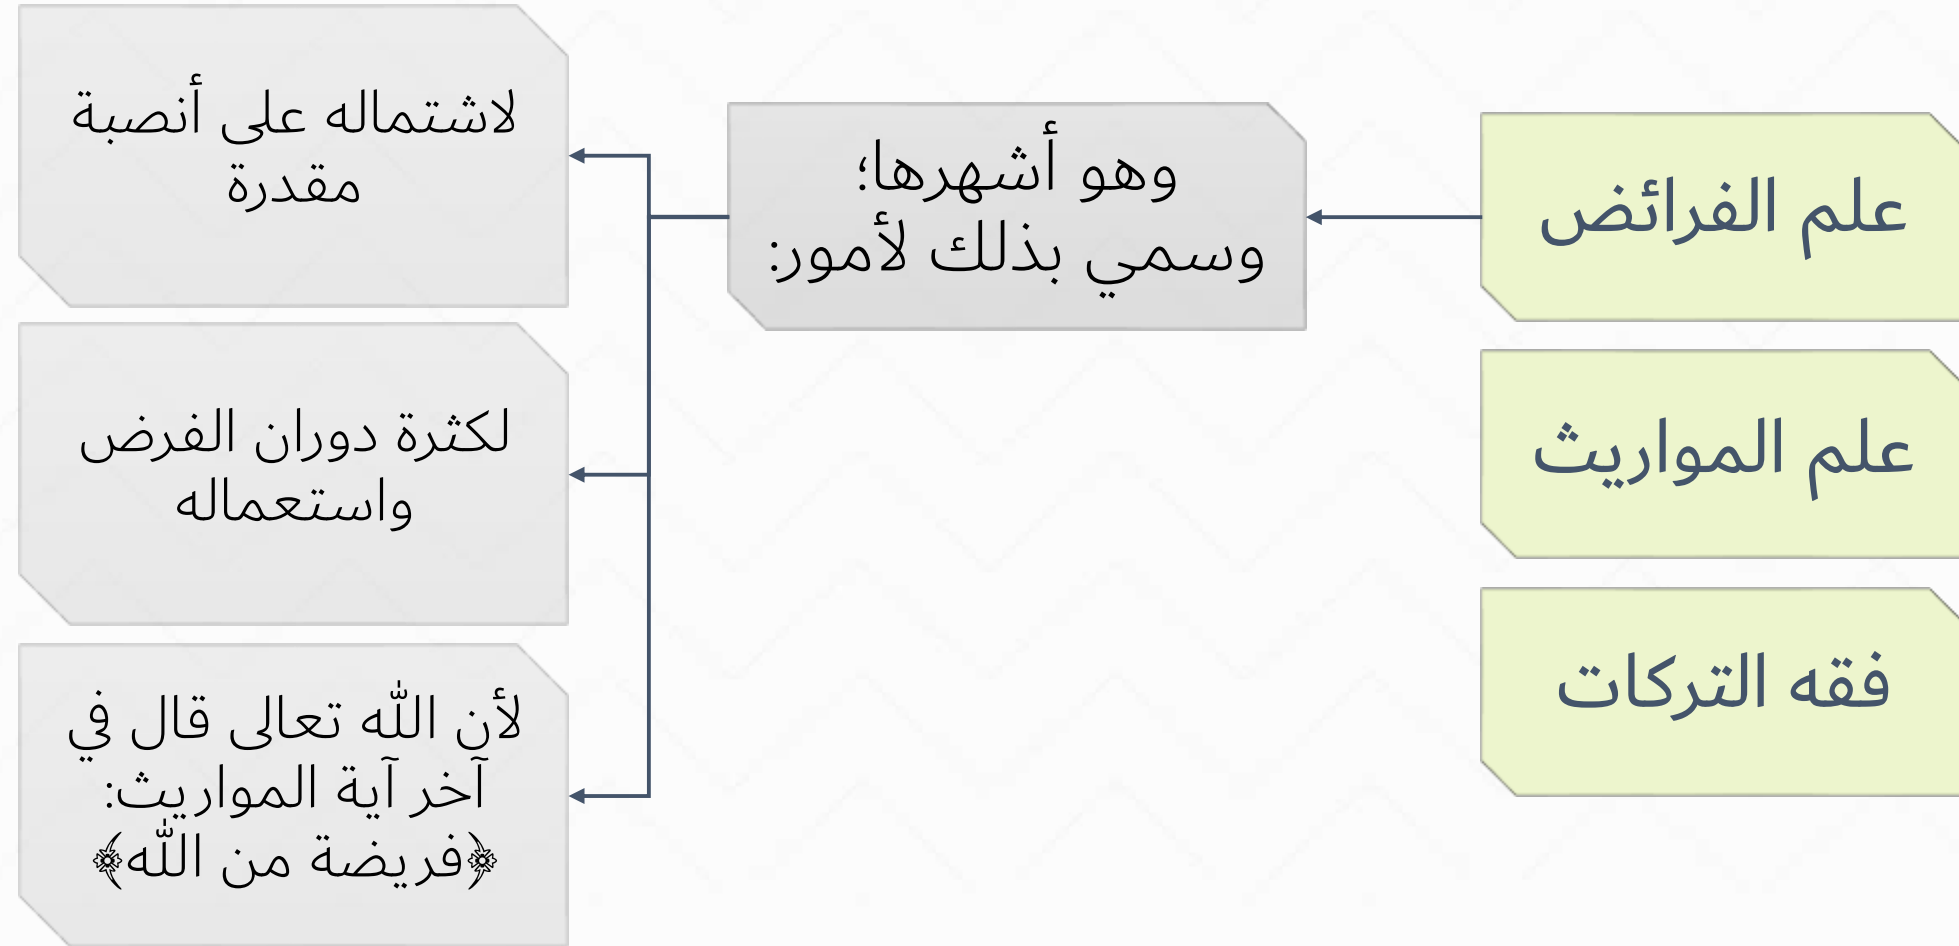 علم الفرائض
وهو أشهرها؛
وسمي بذلك لأمور:
لاشتماله على أنصبة
مقدرة
لكثرة دوران الفرض
واستعماله
لأن الله تعالى قال في
آخر آية المواريث:
﴿فريضة من الله﴾
علم المواريث
فقه التركات